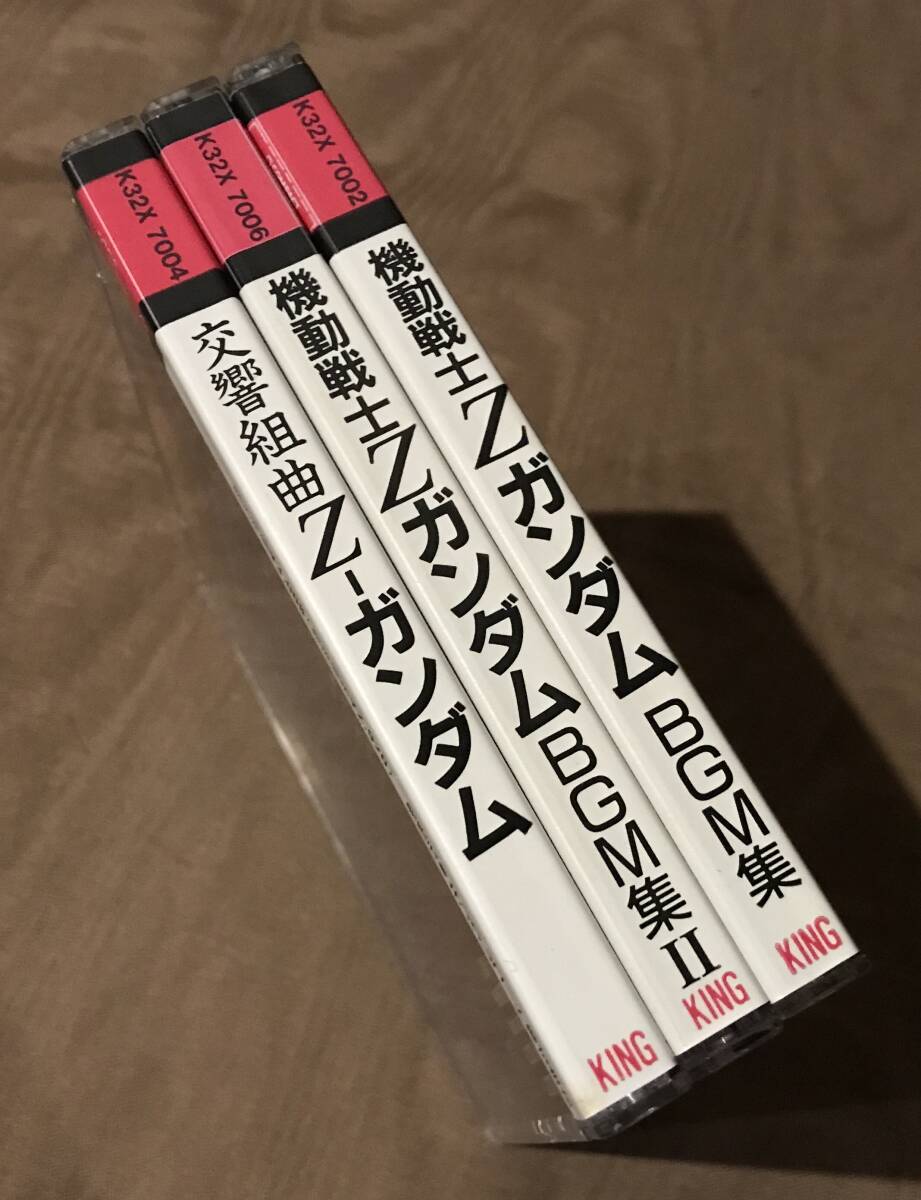 K32X 7004
交響組曲Z-ガンダム
KING
K32X 7006
機動戦士ZガンダムBGM集II
KING
K32X 7002
機動戦士ZガンダムBGM集
KING